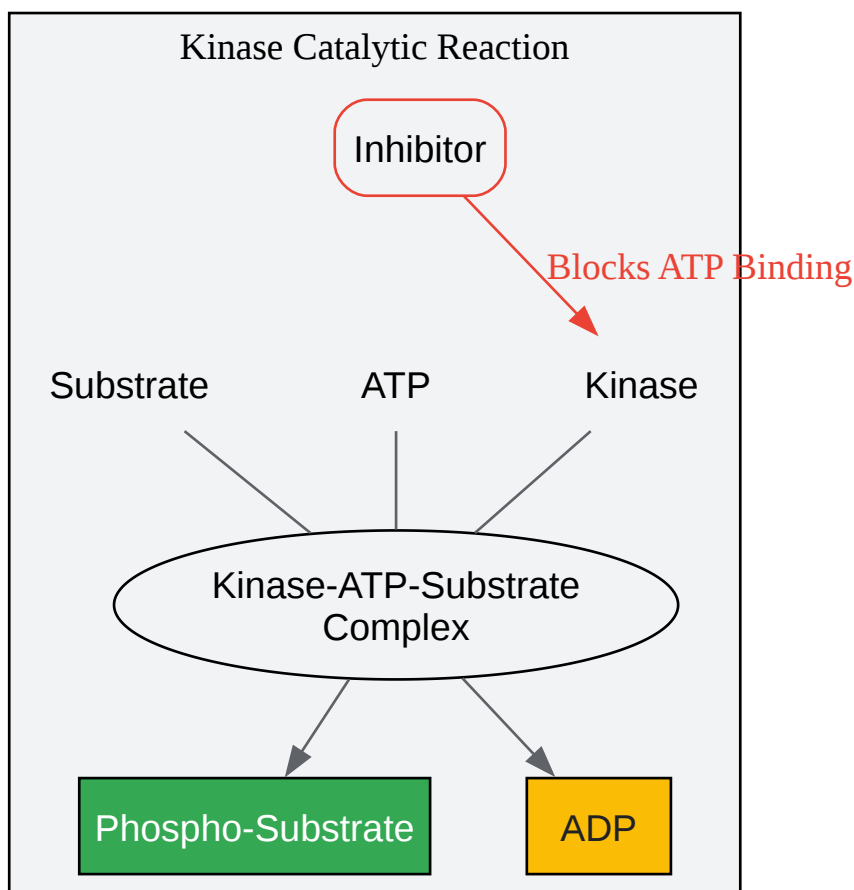 Kinase Catalytic Reaction
Inhibitor
Blocks ATP Binding
Substrate
ATP
Kinase
Kinase-ATP-Substrate
Complex
Phospho-Substrate
ADP